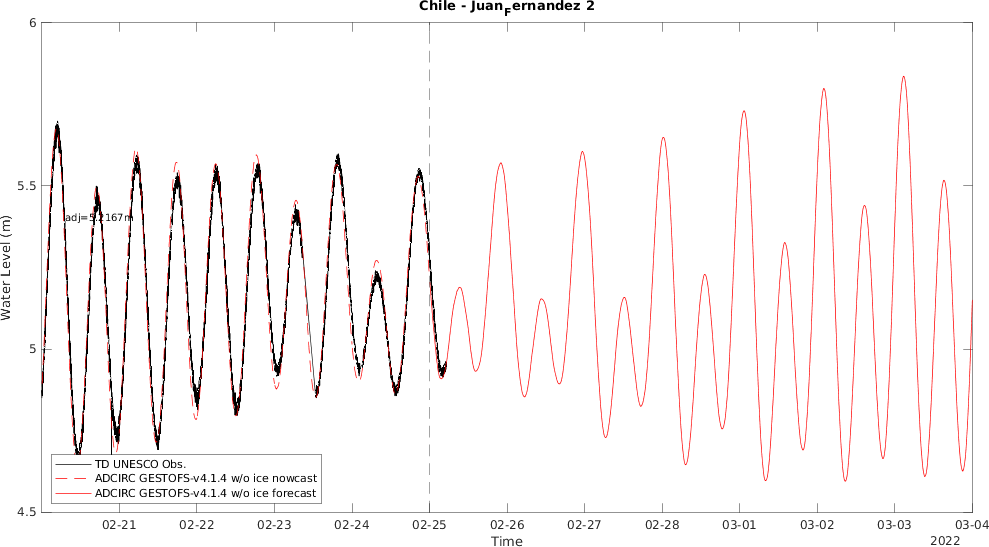 Chile - Juan_Fernandez 2
6
5.5
5
4.5
Water Level (m)
adj=5.2167m
TD UNESCO Obs.
ADCIRC GESTOFS-v4.1.4 w/o ice nowcast
ADCIRC GESTOFS-v4.1.4 w/o ice forecast
02-21 02-22 02-23 02-24 02-25 02-26 02-27 02-28 03-01 03-02 03-03 03-04
Time
2022